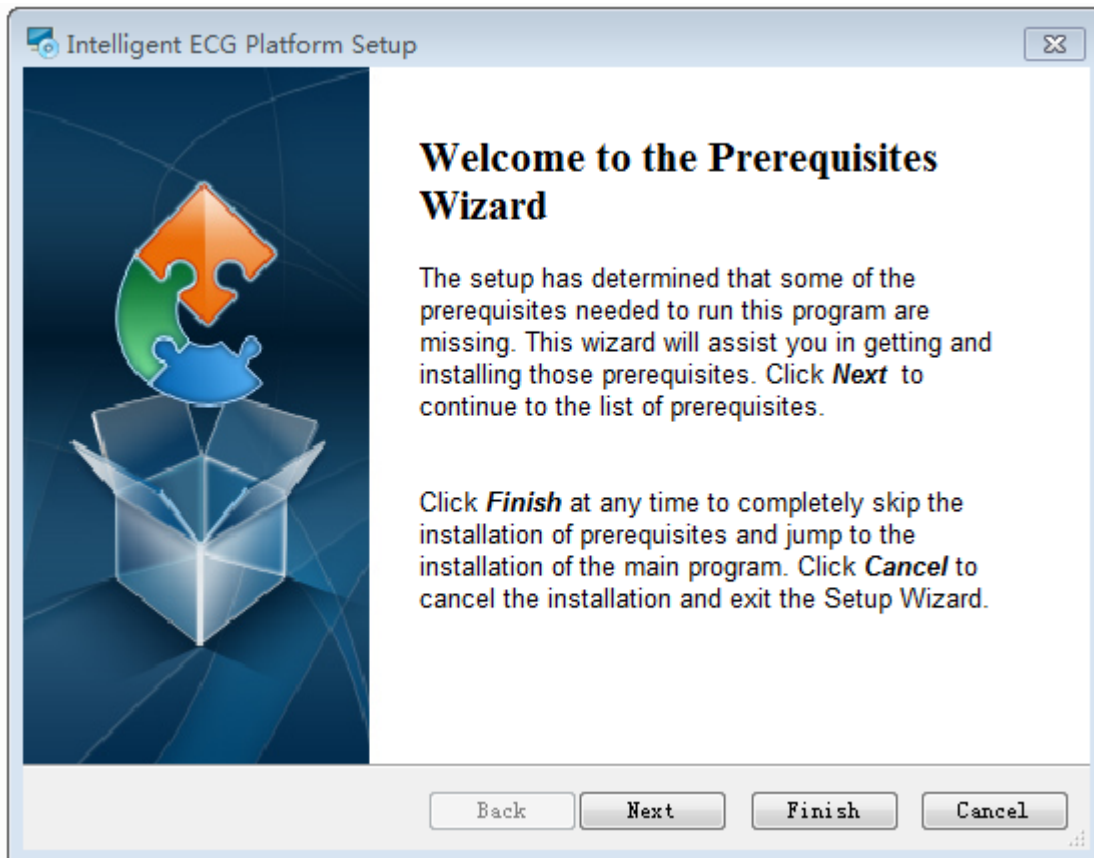 Intelligent ECG Platform Setup
Welcome to the Prerequisites
Wizard
The setup has determined that some of the
prerequisites needed to run this program are
missing. This wizard will assist you in getting and
installing those prerequisites. Click Next to
continue to the list of prerequisites.
Click Finish at any time to completely skip the
installation of prerequisites and jump to the
installation of the main program. Click Cancel to
cancel the installation and exit the Setup Wizard.
Back Next Finish Cancel